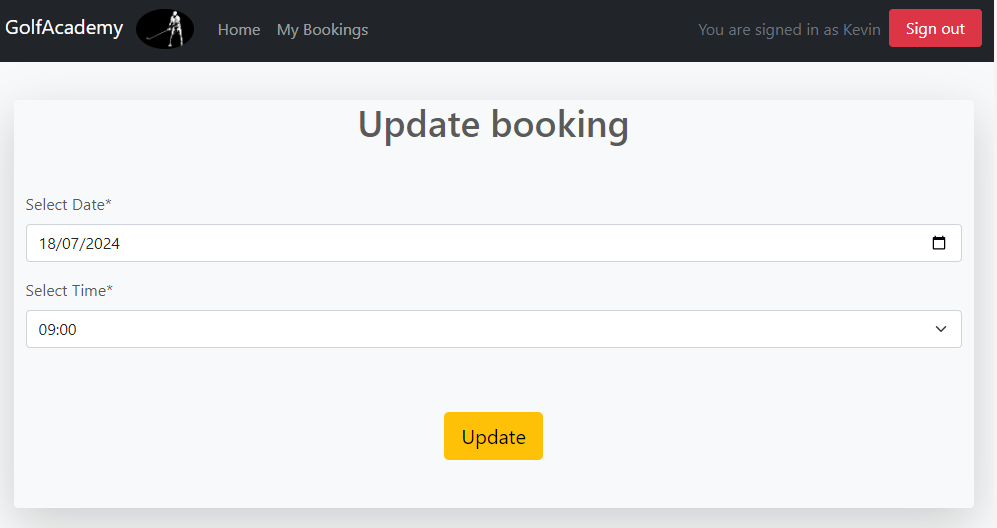 GolfAcademy Home My Bookings You are signed in as Kevin Sign out
Update booking
Select Date*
18/07/2024
Select Time*
09:00
Update